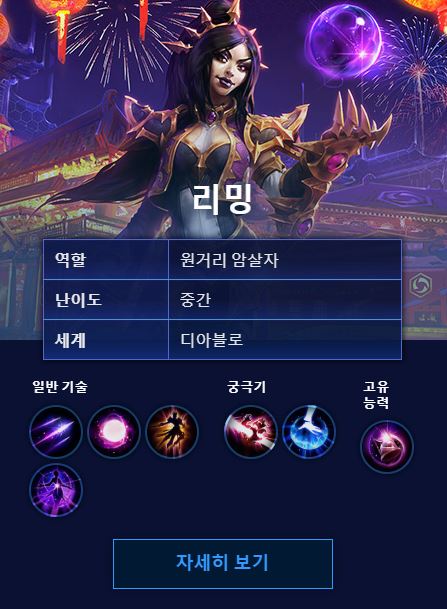 리밍
역할 원거리 암살자
난이도 중간
세계 디아블로
일반 기술 궁극기 고유
능력
자세히 보기